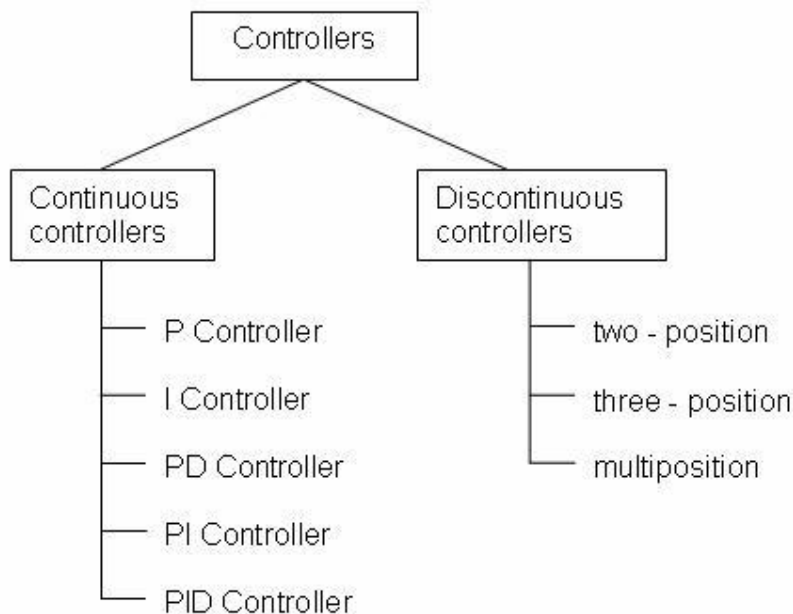 Controllers
Continuous
controllers
P Controller
I Controller
PD Controller
PI Controller
PID Controller
Discontinuous
controllers
two - position
three - position
multiposition